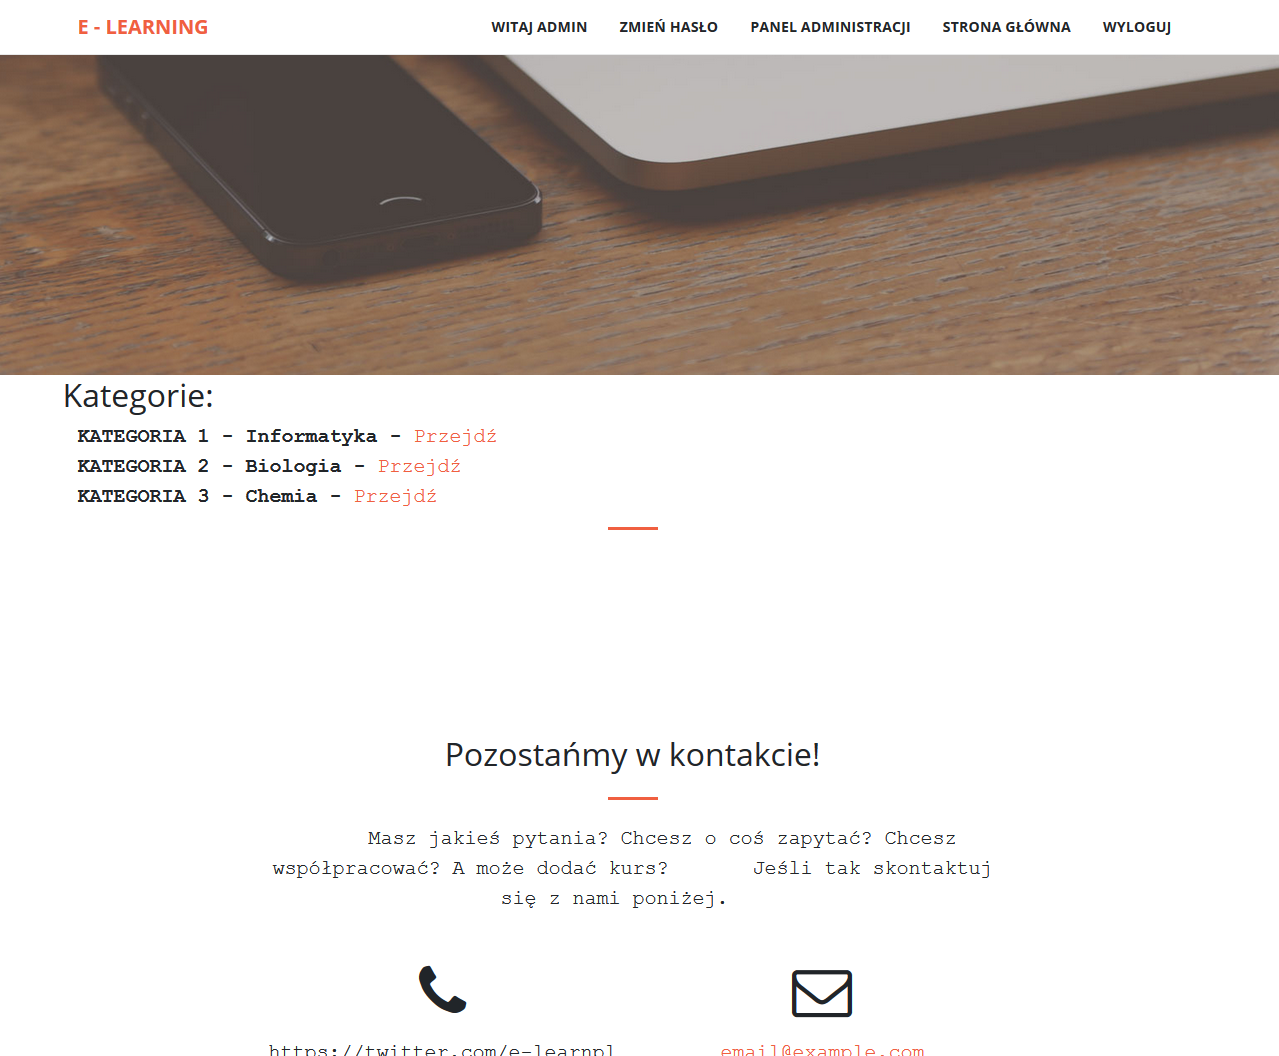 E - LEARNING WITAJ ADMIN ZMIEŃ HASŁO PANEL ADMINISTRACJI STRONA GŁÓWNA WYLOGUJ
Kategorie:
KATEGORIA 1 - Informatyka - Przejdź
KATEGORIA 2 - Biologia - Przejdź
KATEGORIA 3 - Chemia - Przejdź
Pozostańmy w kontakcie!
Masz jakieś pytania? Chcesz o coś zapytać? Chcesz
współpracować? A może dodać kurs? Jeśli tak skontaktuj
się z nami poniżej.
https://twitter.com/e-learnpl email@example.com